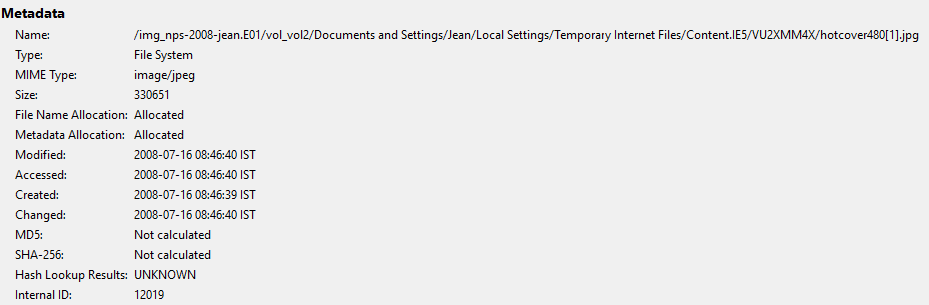 Metadata
Name: /img_nps-2008-jean.E01/vol_vol2/Documents and Settings/Jean/Local Settings/Temporary Internet Files/Content.IE5/VU2XMM4X/hotcover480[1].jpg
Type: File System
MIME Type: image/jpeg
Size: 330651
File Name Allocation: Allocated
Metadata Allocation: Allocated
Modified: 2008-07-16 08:46:40 IST
Accessed: 2008-07-16 08:46:40 IST
Created: 2008-07-16 08:46:39 IST
Changed: 2008-07-16 08:46:40 IST
MD5: Not calculated
SHA-256: Not calculated
Hash Lookup Results: UNKNOWN
Internal ID: 12019